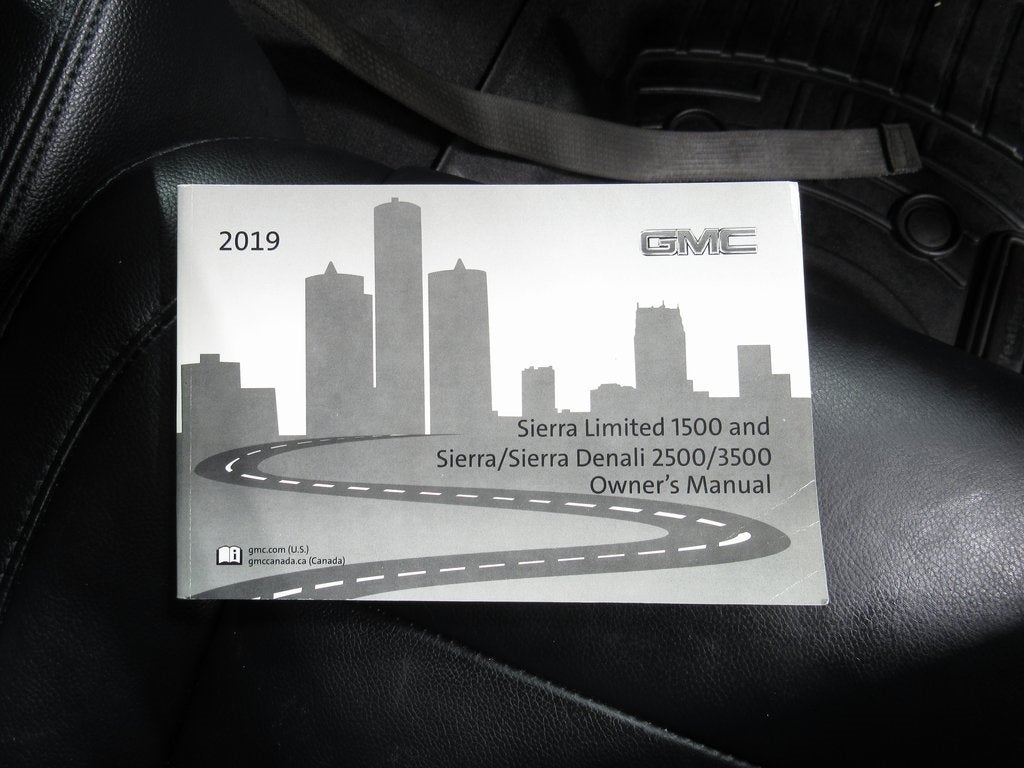 2019
GMC
Sierra Limited 1500 and
Sierra/Sierra Denali 2500/3500
Owner's Manual
gmc.com (U.S.)
gmccanada.ca (Canada)